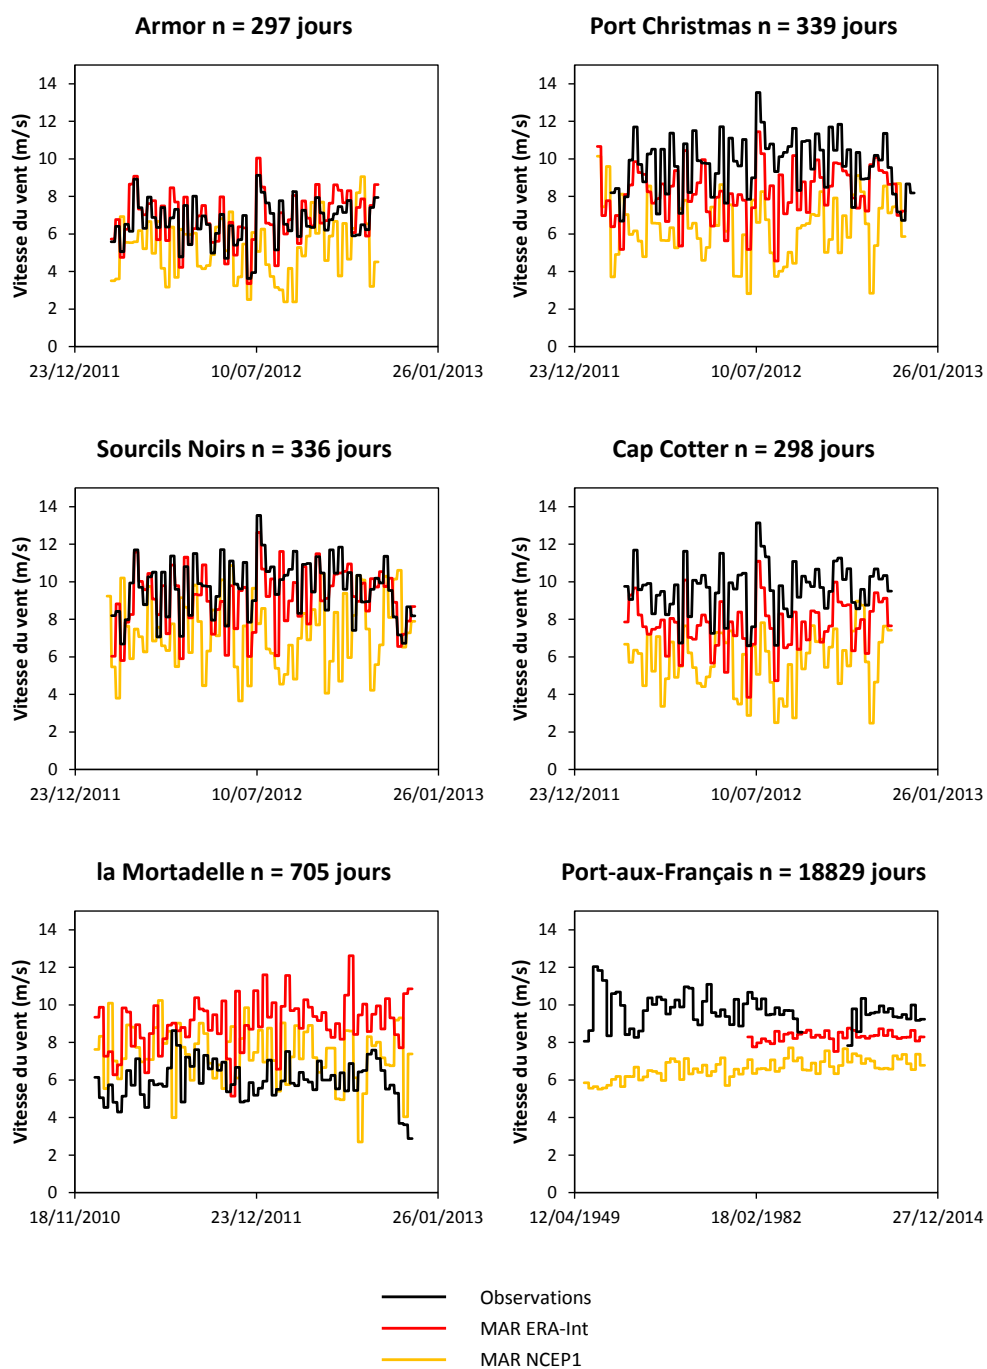 Armor n = 297 jours
Vitesse du vent (m/s)
14
12
10
8
6
4
2
0
23/12/2011 10/07/2012 26/01/2013
Port Christmas n = 339 jours
Vitesse du vent (m/s)
14
12
10
8
6
4
2
0
23/12/2011 10/07/2012 26/01/2013
Sourcils Noirs n = 336 jours
Vitesse du vent (m/s)
14
12
10
8
6
4
2
0
23/12/2011 10/07/2012 26/01/2013
Cap Cotter n = 298 jours
Vitesse du vent (m/s)
14
12
10
8
6
4
2
0
23/12/2011 10/07/2012 26/01/2013
la Mortadelle n = 705 jours
Vitesse du vent (m/s)
14
12
10
8
6
4
2
0
18/11/2010 23/12/2011 26/01/2013
Port-aux-Français n = 18829 jours
Vitesse du vent (m/s)
14
12
10
8
6
4
2
0
12/04/1949 18/02/1982 27/12/2014
Observations
MAR ERA-Int
MAR NCEP1